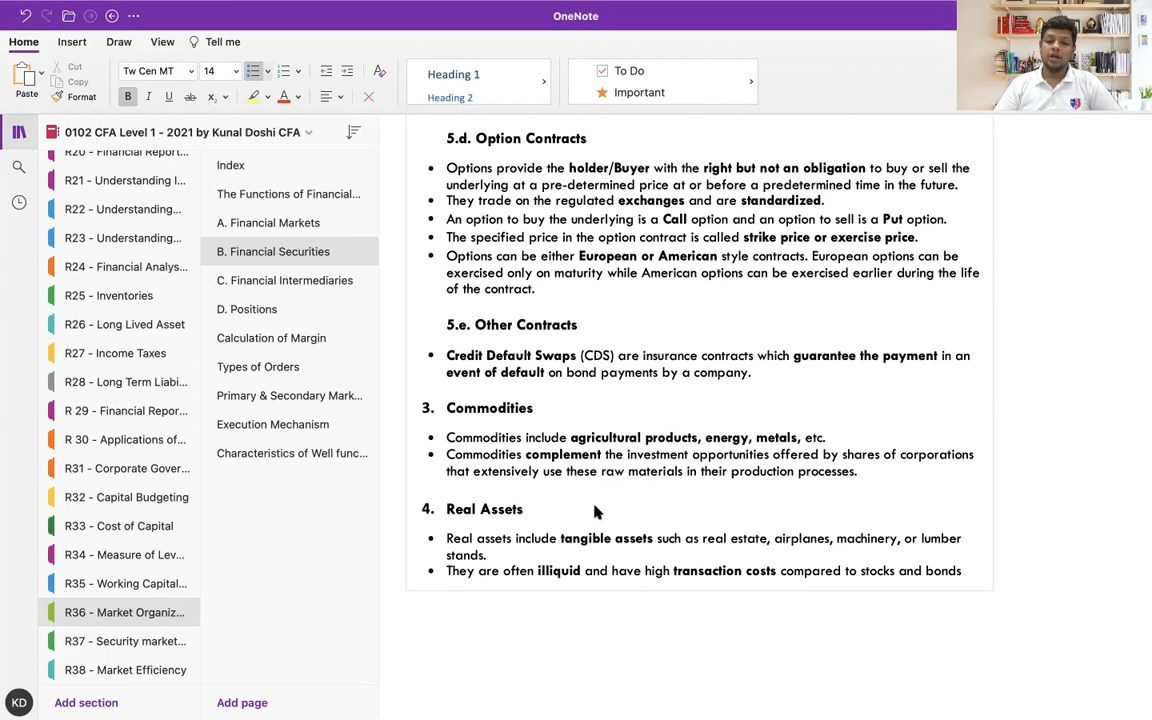 OneNote
Home Insert Draw View Tell me
Paste
Cut
Copy
Format
Tw Cen MT 14
B I U ab x₂ A
Heading 1
Heading 2
To Do
Important
0102 CFA Level 1 - 2021 by Kunal Doshi CFA
R20 - Financial Report...
R21 - Understanding I...
R22 - Understanding...
R23 - Understanding...
R24 - Financial Analys...
R25 - Inventories
R26 - Long Lived Asset
R27 - Income Taxes
R28 - Long Term Liabi...
R 29 - Financial Repor...
R 30 - Applications of...
R31 - Corporate Gover...
R32 - Capital Budgeting
R33 - Cost of Capital
R34 - Measure of Lev...
R35 - Working Capital...
R36 - Market Organiz...
R37 - Security market...
R38 - Market Efficiency
KD
Add section
Index
The Functions of Financial...
A. Financial Markets
B. Financial Securities
C. Financial Intermediaries
D. Positions
Calculation of Margin
Types of Orders
Primary & Secondary Mark...
Execution Mechanism
Characteristics of Well func...
Add page
5.d. Option Contracts
• Options provide the holder/Buyer with the right but not an obligation to buy or sell the
underlying at a pre-determined price at or before a predetermined time in the future.
• They trade on the regulated exchanges and are standardized.
• An option to buy the underlying is a Call option and an option to sell is a Put option.
• The specified price in the option contract is called strike price or exercise price.
• Options can be either European or American style contracts. European options can be
exercised only on maturity while American options can be exercised earlier during the life
of the contract.
5.e. Other Contracts
• Credit Default Swaps (CDS) are insurance contracts which guarantee the payment in an
event of default on bond payments by a company.
3. Commodities
• Commodities include agricultural products, energy, metals, etc.
• Commodities complement the investment opportunities offered by shares of corporations
that extensively use these raw materials in their production processes.
4. Real Assets
• Real assets include tangible assets such as real estate, airplanes, machinery, or lumber
stands.
• They are often illiquid and have high transaction costs compared to stocks and bonds